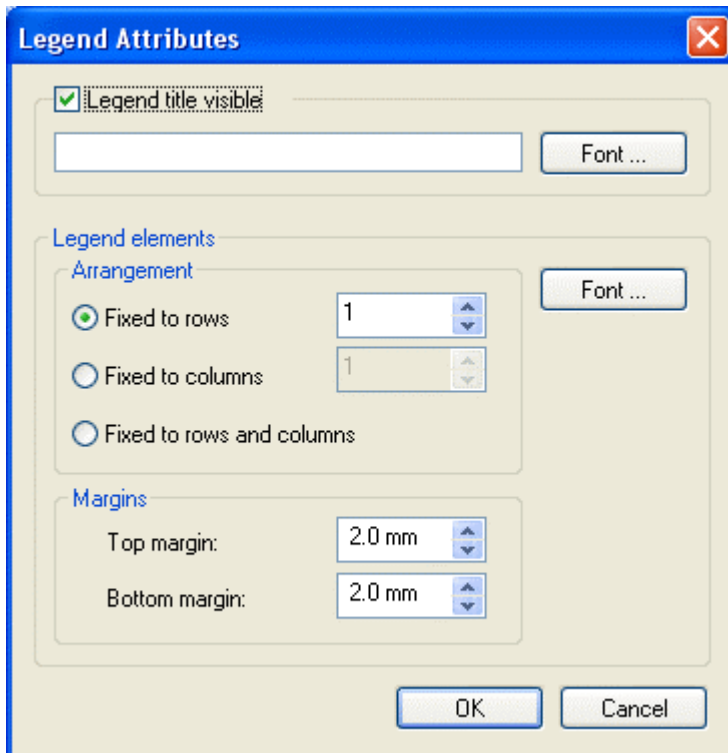 Legend Attributes
Legend title visible
Font ...
Legend elements
Arrangement
Font ...
Fixed to rows 1
Fixed to columns 1
Fixed to rows and columns
Margins
Top margin: 2.0 mm
Bottom margin: 2.0 mm
OK Cancel